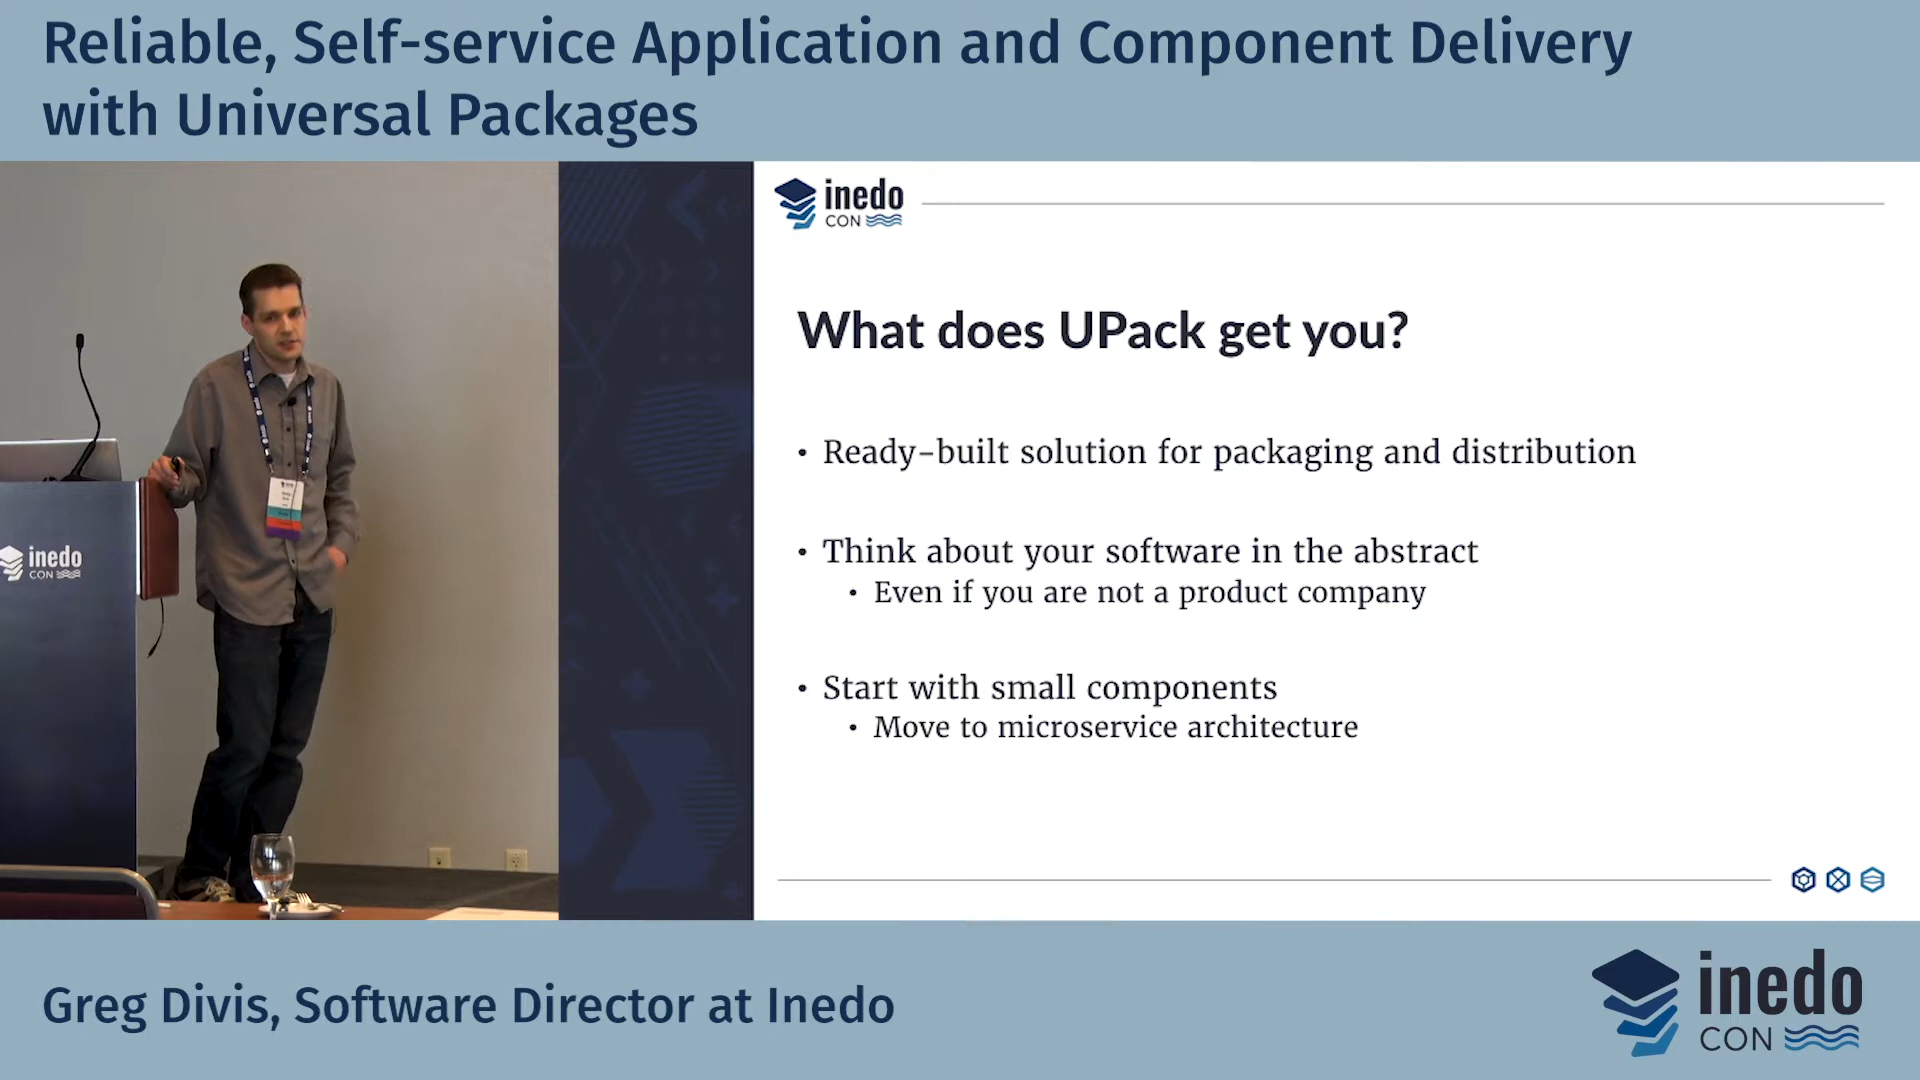 Reliable, Self-service Application and Component Delivery
with Universal Packages
inedo
CON
What does UPack get you?
• Ready-built solution for packaging and distribution
• Think about your software in the abstract
• Even if you are not a product company
• Start with small components
• Move to microservice architecture
inedo
CON
Greg Divis, Software Director at Inedo
inedo
CON